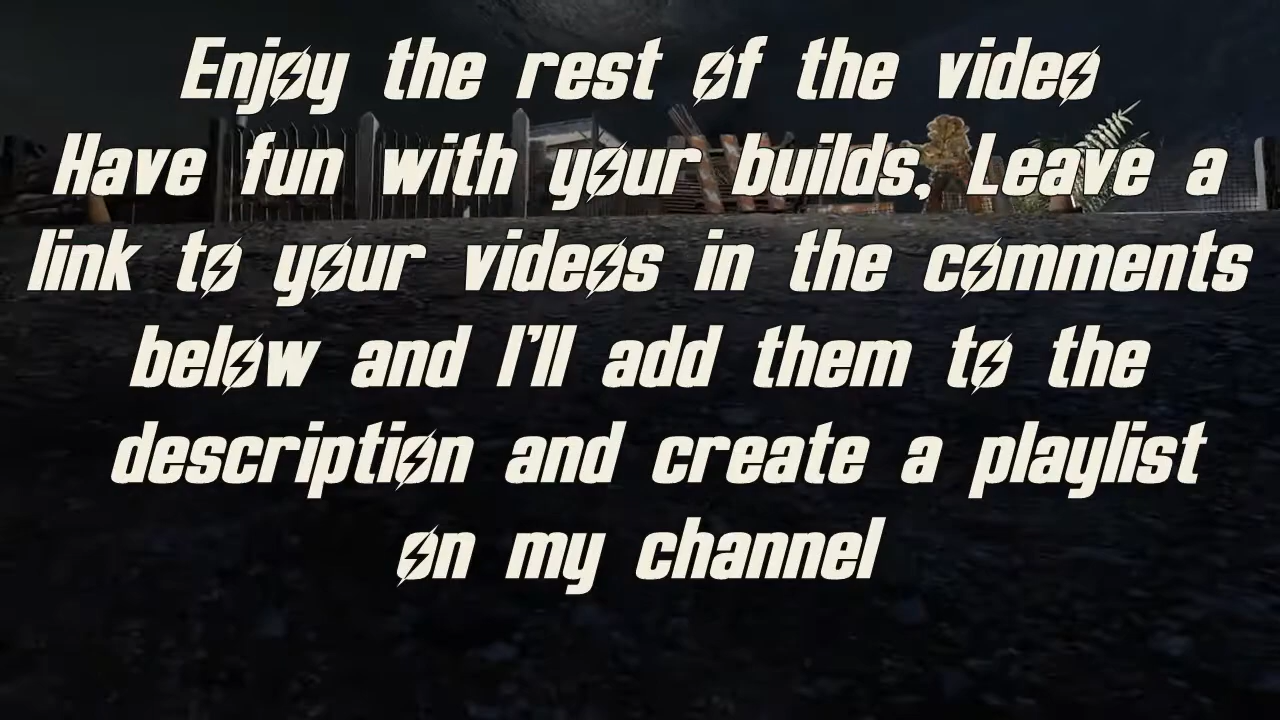 Enjoy the rest of the video
Have fun with your builds, Leave a
link to your videos in the comments
below and I'll add them to the
description and create a playlist
on my channel